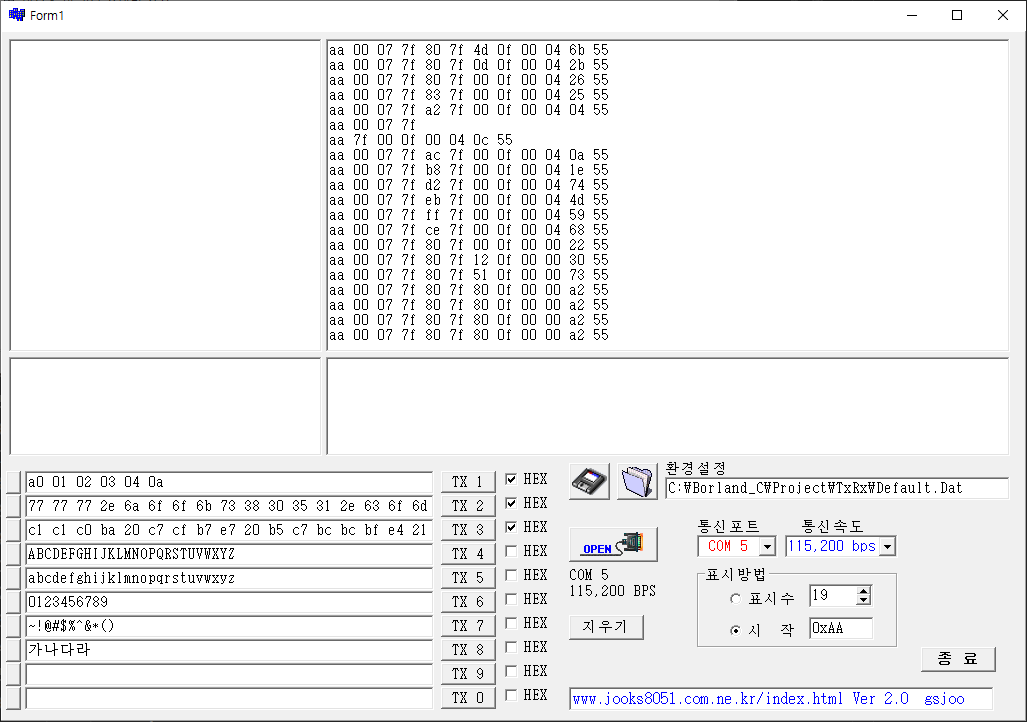 Form1
aa 00 07 7f 80 7f 4d 0f 00 04 6b 55
aa 00 07 7f 80 7f 0d 0f 00 04 2b 55
aa 00 07 7f 80 7f 00 0f 00 04 26 55
aa 00 07 7f 83 7f 00 0f 00 04 25 55
aa 00 07 7f a2 7f 00 0f 00 04 04 55
aa 00 07 7f
aa 7f 00 0f 00 04 0c 55
aa 00 07 7f ac 7f 00 0f 00 04 0a 55
aa 00 07 7f b8 7f 00 0f 00 04 1e 55
aa 00 07 7f d2 7f 00 0f 00 04 74 55
aa 00 07 7f eb 7f 00 0f 00 04 4d 55
aa 00 07 7f ff 7f 00 0f 00 04 59 55
aa 00 07 7f ce 7f 00 0f 00 04 68 55
aa 00 07 7f 80 7f 00 0f 00 00 22 55
aa 00 07 7f 80 7f 12 0f 00 00 30 55
aa 00 07 7f 80 7f 51 0f 00 00 73 55
aa 00 07 7f 80 7f 80 0f 00 00 a2 55
aa 00 07 7f 80 7f 80 0f 00 00 a2 55
aa 00 07 7f 80 7f 80 0f 00 00 a2 55
aa 00 07 7f 80 7f 80 0f 00 00 a2 55
a0 01 02 03 04 0a TX 1 HEX
77 77 77 2e 6a 6f 6f 6b 73 38 30 35 31 2e 63 6f 6d TX 2 HEX
c1 c1 c0 ba 20 c7 cf b7 e7 20 b5 c7 bc bc bf e4 21 TX 3 HEX
ABCDEFGHIJKLMNOPQRSTUVWXYZ TX 4 HEX
abcdefghijklmnopqrstuvwxyz TX 5 HEX
0123456789 TX 6 HEX
~!@#$%^&*() TX 7 HEX
가나다라 TX 8 HEX
TX 9 HEX
TX 0 HEX
환경설정
C:₩Borland_C₩Project₩TxRx₩Default.Dat
OPEN
COM 5
115,200 BPS
지우기
통신포트 통신속도
COM 5 115,200 bps
표시방법
표시수 19
시 작 0xAA
종 료
www.jooks8051.com.ne.kr/index.html Ver 2.0 gsjoo